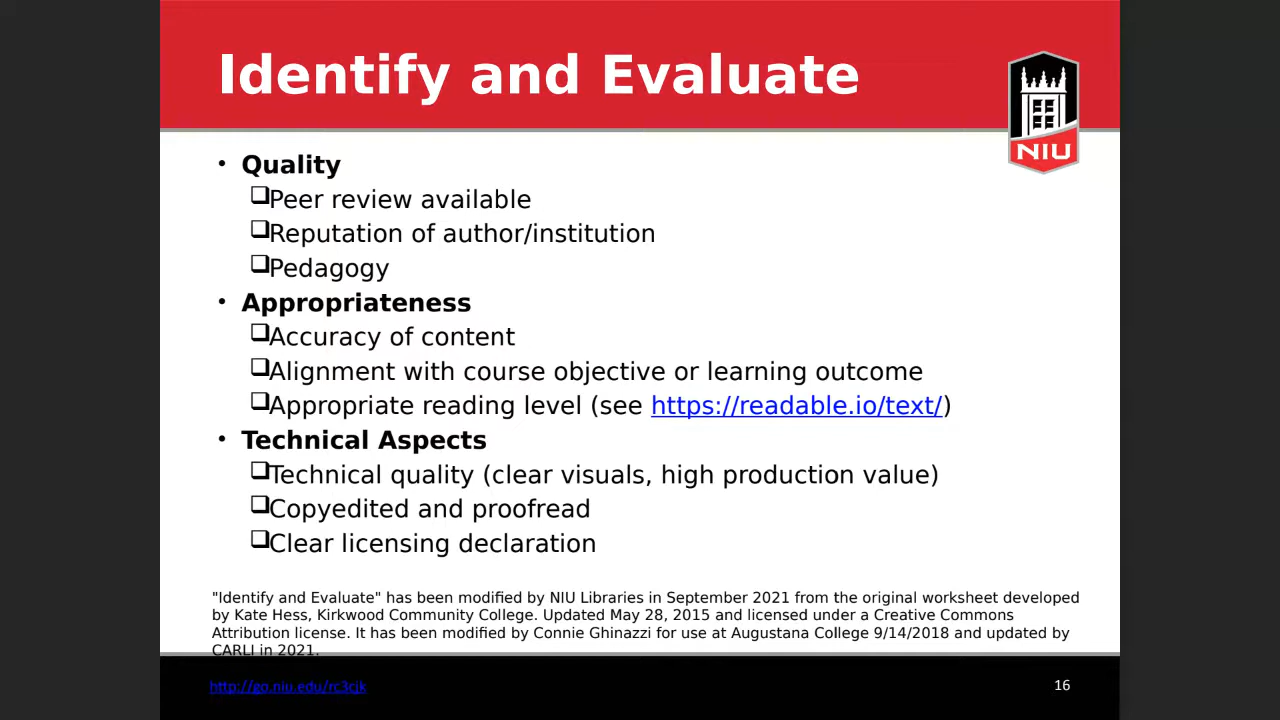 Identify and Evaluate
NIU
• Quality
❑Peer review available
❑Reputation of author/institution
❑Pedagogy
• Appropriateness
❑Accuracy of content
❑Alignment with course objective or learning outcome
❑Appropriate reading level (see https://readable.io/text/)
• Technical Aspects
❑Technical quality (clear visuals, high production value)
❑Copyedited and proofread
❑Clear licensing declaration
"Identify and Evaluate" has been modified by NIU Libraries in September 2021 from the original worksheet developed
by Kate Hess, Kirkwood Community College. Updated May 28, 2015 and licensed under a Creative Commons
Attribution license. It has been modified by Connie Ghinazzi for use at Augustana College 9/14/2018 and updated by
CARLI in 2021.
http://go.niu.edu/rc3cjk
16